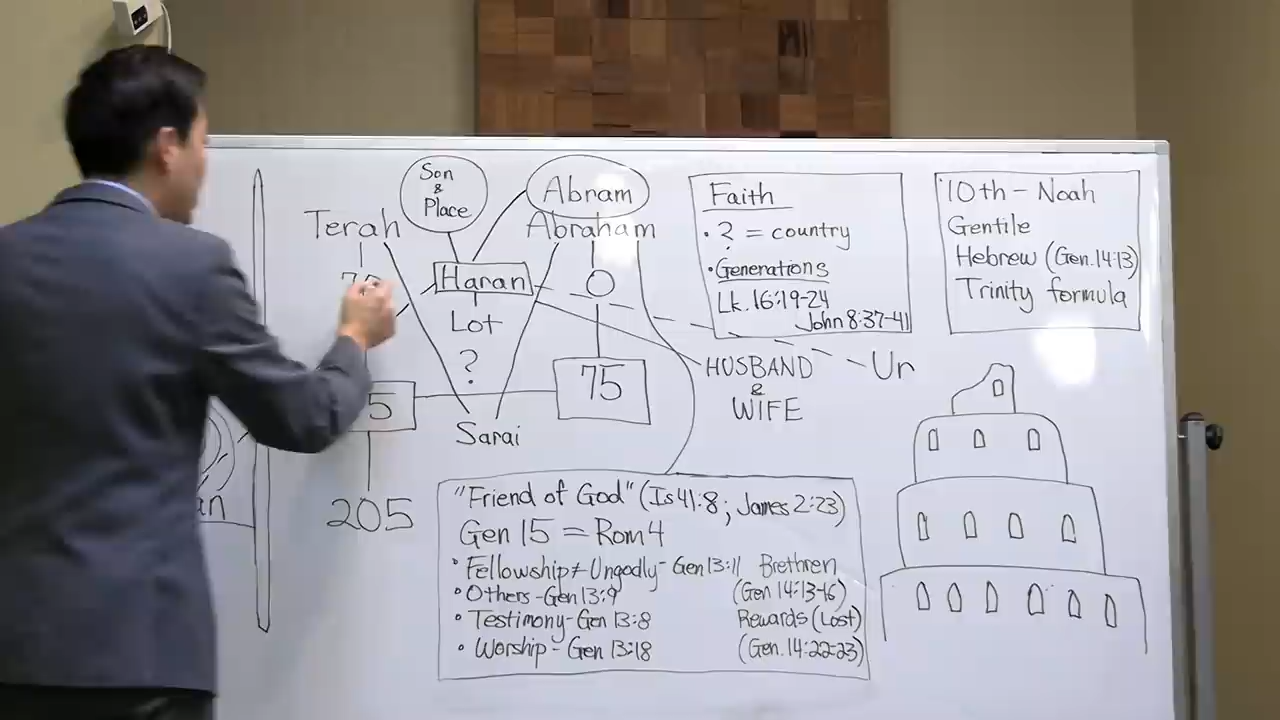 Son
&
Place
Terah
Haran
Lot
?
Abram
Abraham
O
75
5
Sarai
205
an
Faith
• ? = country
• Generations
Lk. 16:19-24
John 8:37-41
HUSBAND
&
WIFE
Ur
10th - Noah
Gentile
Hebrew (Gen. 14:13)
Trinity formula
"Friend of God" (Is 41:8; James 2:23)
Gen 15 = Rom 4
• Fellowship ≠ Ungodly - Gen 13:11
• Others - Gen 13:9
• Testimony - Gen 13:8
• Worship - Gen 13:18
Brethren
(Gen 14:13-16)
Rewards (Lost)
(Gen. 14:22-23)